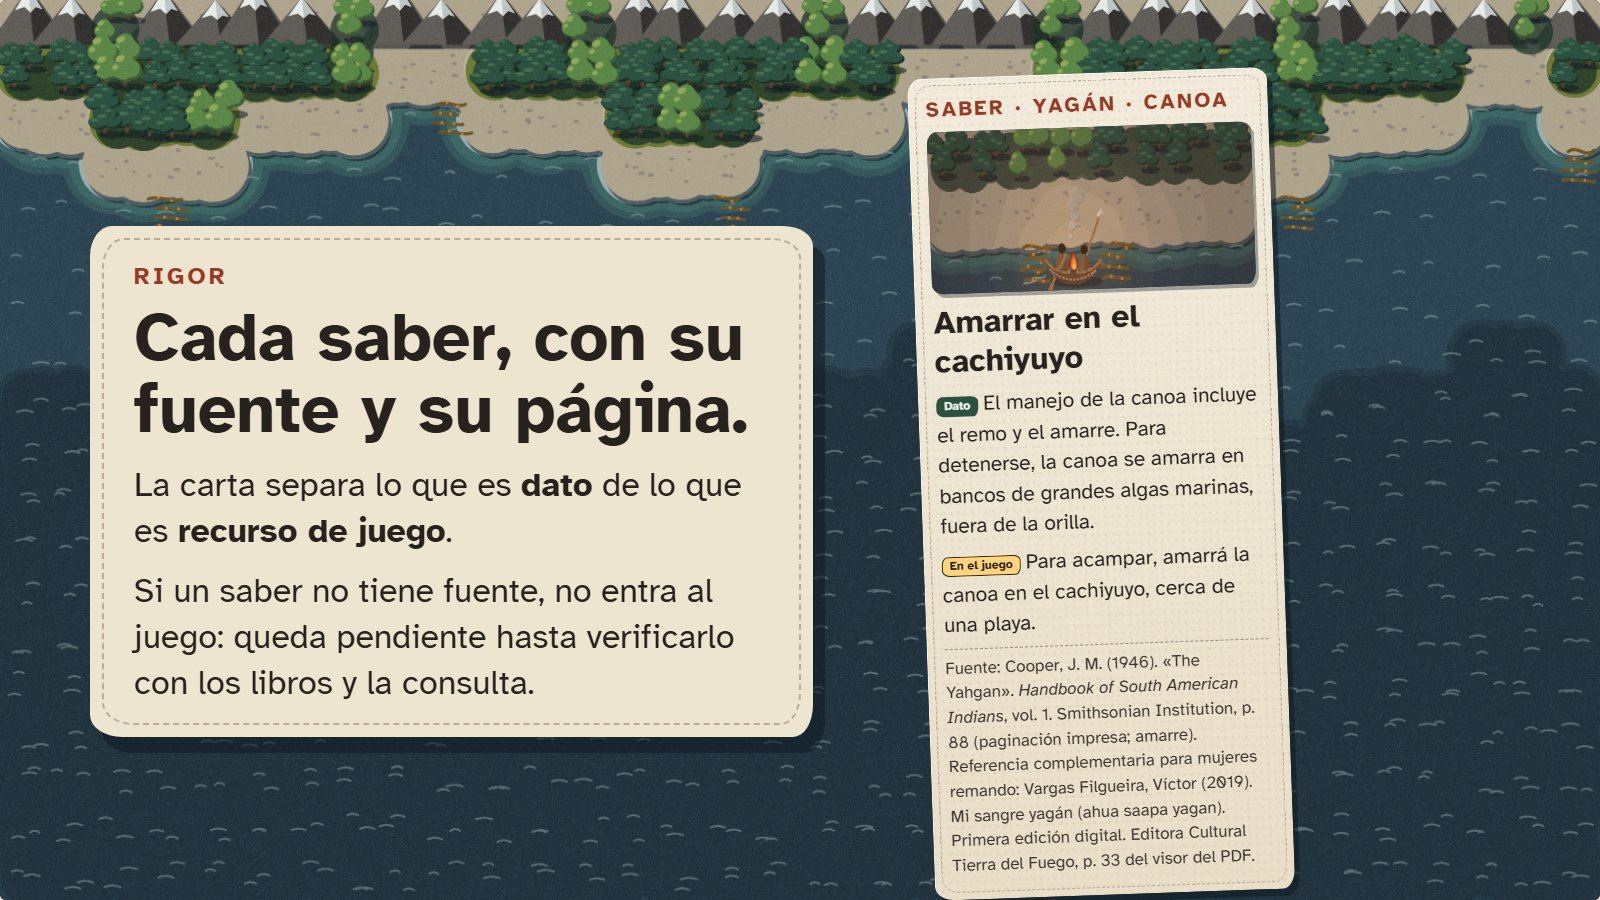 RIGOR
Cada saber, con su
fuente y su página.
La carta separa lo que es dato de lo que
es recurso de juego.
Si un saber no tiene fuente, no entra al
juego: queda pendiente hasta verificarlo
con los libros y la consulta.
SABER · YAGÁN · CANOA
Amarrar en el
cachiyuyo
Dato El manejo de la canoa incluye
el remo y el amarre. Para
detenerse, la canoa se amarra en
bancos de grandes algas marinas,
fuera de la orilla.
En el juego Para acampar, amarrá la
canoa en el cachiyuyo, cerca de
una playa.
Fuente: Cooper, J. M. (1946). «The
Yahgan». Handbook of South American
Indians, vol. 1. Smithsonian Institution, p.
88 (paginación impresa; amarre).
Referencia complementaria para mujeres
remando: Vargas Filgueira, Víctor (2019).
Mi sangre yagán (ahua saapa yagan).
Primera edición digital. Editora Cultural
Tierra del Fuego, p. 33 del visor del PDF.